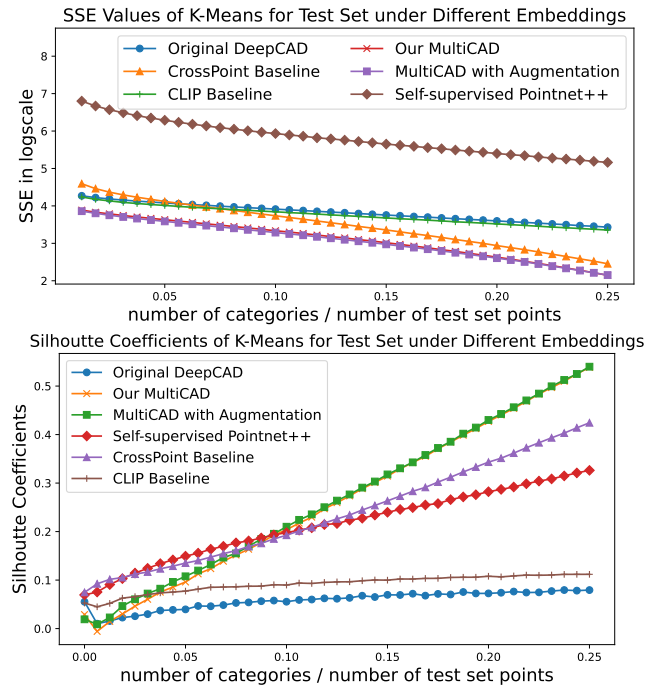 SSE Values of K-Means for Test Set under Different Embeddings
Original DeepCAD
CrossPoint Baseline
CLIP Baseline
Our MultiCAD
MultiCAD with Augmentation
Self-supervised Pointnet++
SSE in logscale
8
7
6
5
4
3
2
0.05
0.10
0.15
0.20
0.25
number of categories / number of test set points
Silhoutte Coefficients of K-Means for Test Set under Different Embeddings
Original DeepCAD
Our MultiCAD
MultiCAD with Augmentation
Self-supervised Pointnet++
CrossPoint Baseline
CLIP Baseline
Silhoutte Coefficients
0.5
0.4
0.3
0.2
0.1
0.0
0.00
0.05
0.10
0.15
0.20
0.25
number of categories / number of test set points